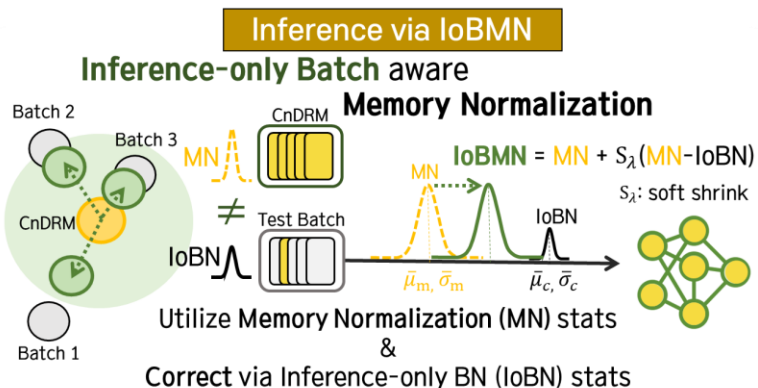 Inference via IoBMN
Inference-only Batch aware
Memory Normalization
Batch 2
Batch 3
CnDRM
Batch 1
MN
CnDRM
≠
IoBN
Test Batch
MN
IoBMN = MN + Sλ(MN-IoBN)
Sλ: soft shrink
IoBN
μ̄m, σ̄m
μ̄c, σ̄c
Utilize Memory Normalization (MN) stats
&
Correct via Inference-only BN (IoBN) stats